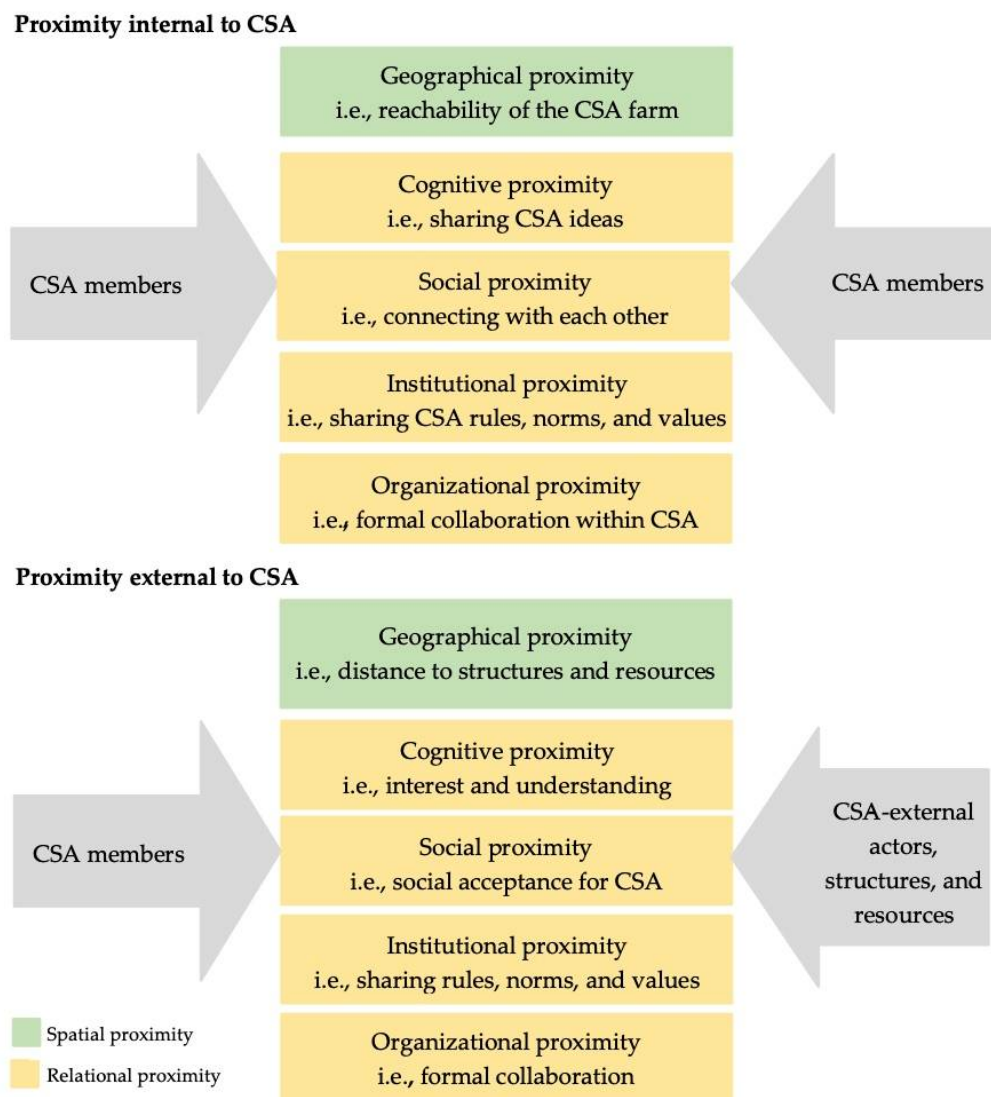 Proximity internal to CSA
Geographical proximity
i.e., reachability of the CSA farm
Cognitive proximity
i.e., sharing CSA ideas
CSA members
Social proximity
i.e., connecting with each other
CSA members
Institutional proximity
i.e., sharing CSA rules, norms, and values
Organizational proximity
i.e., formal collaboration within CSA
Proximity external to CSA
Geographical proximity
i.e., distance to structures and resources
Cognitive proximity
i.e., interest and understanding
CSA members
Social proximity
i.e., social acceptance for CSA
CSA-external
actors,
structures, and
resources
Institutional proximity
i.e., sharing rules, norms, and values
Organizational proximity
i.e., formal collaboration
Spatial proximity
Relational proximity